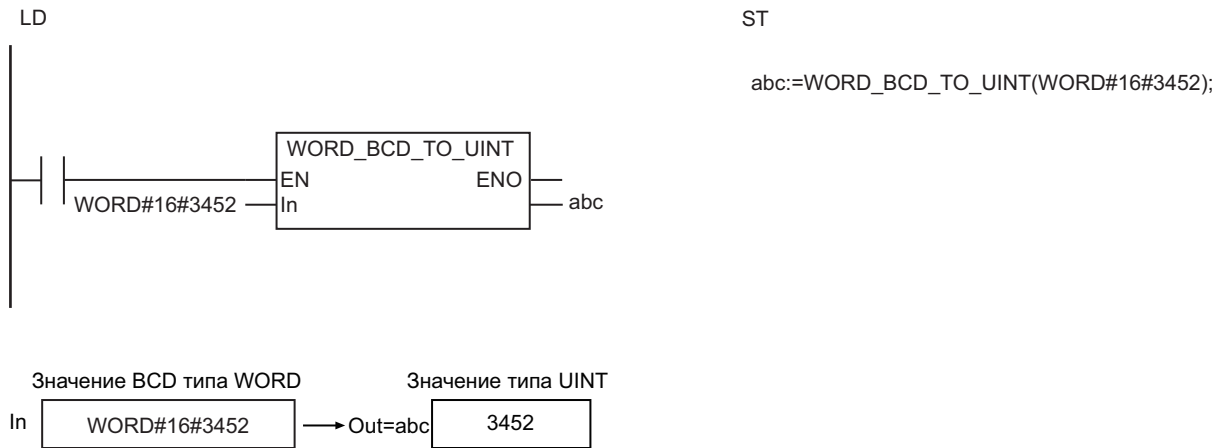 LD
ST
abc:=WORD_BCD_TO_UINT(WORD#16#3452);
WORD_BCD_TO_UINT
EN ENO
WORD#16#3452 In abc
Значение BCD типа WORD Значение типа UINT
In WORD#16#3452 Out=abc 3452